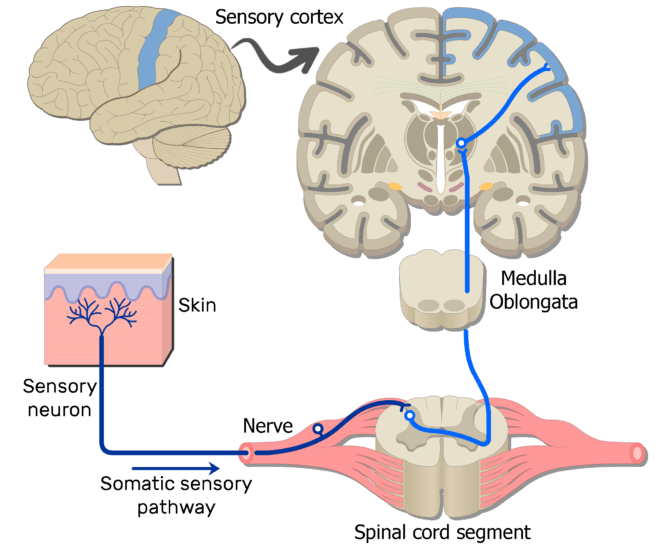 Sensory cortex
Medulla
Oblongata
Skin
Sensory
neuron
Nerve
Somatic sensory
pathway
Spinal cord segment